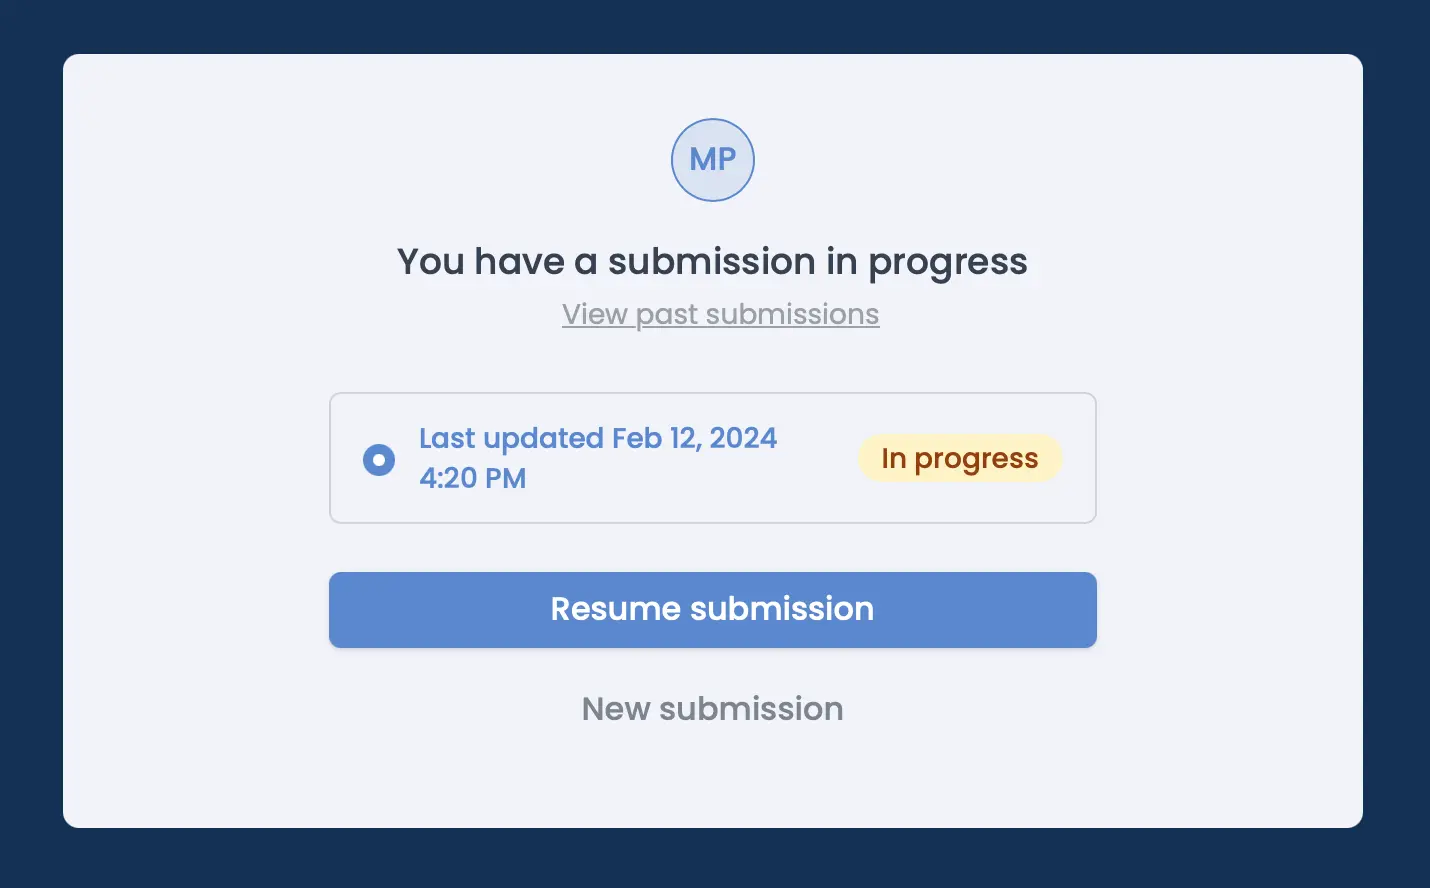 MP
You have a submission in progress
View past submissions
Last updated Feb 12, 2024
4:20 PM
In progress
Resume submission
New submission